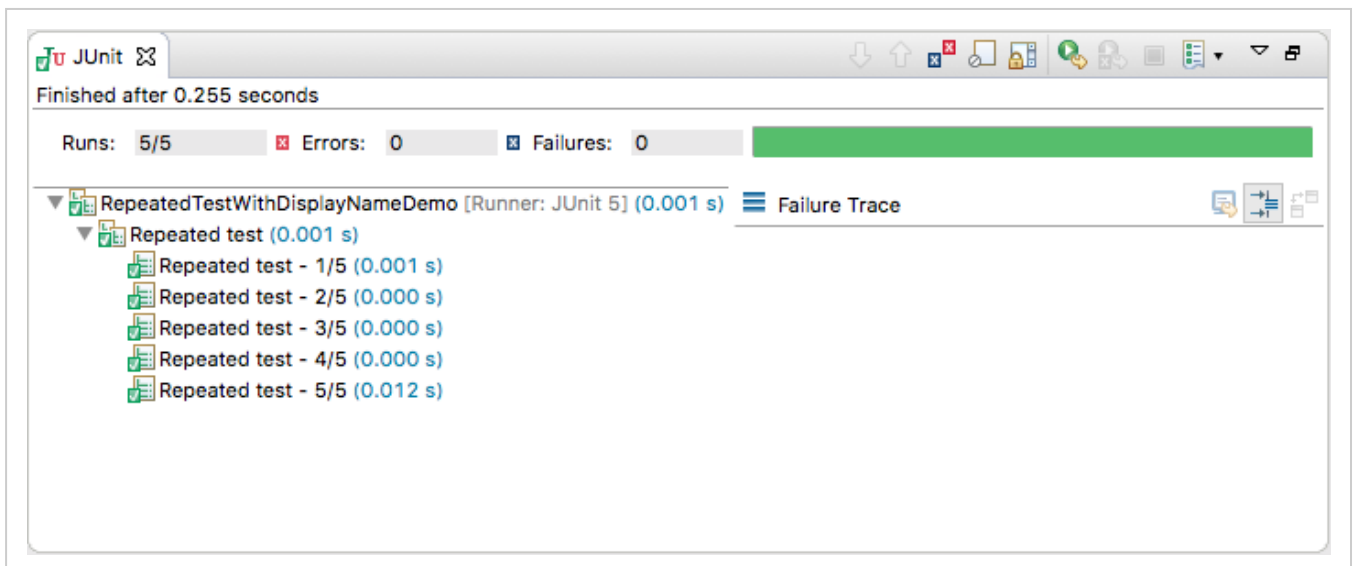 JUnit
Finished after 0.255 seconds
Runs: 5/5 Errors: 0 Failures: 0
RepeatedTestWithDisplayNameDemo [Runner: JUnit 5] (0.001 s) Failure Trace
Repeated test (0.001 s)
Repeated test - 1/5 (0.001 s)
Repeated test - 2/5 (0.000 s)
Repeated test - 3/5 (0.000 s)
Repeated test - 4/5 (0.000 s)
Repeated test - 5/5 (0.012 s)